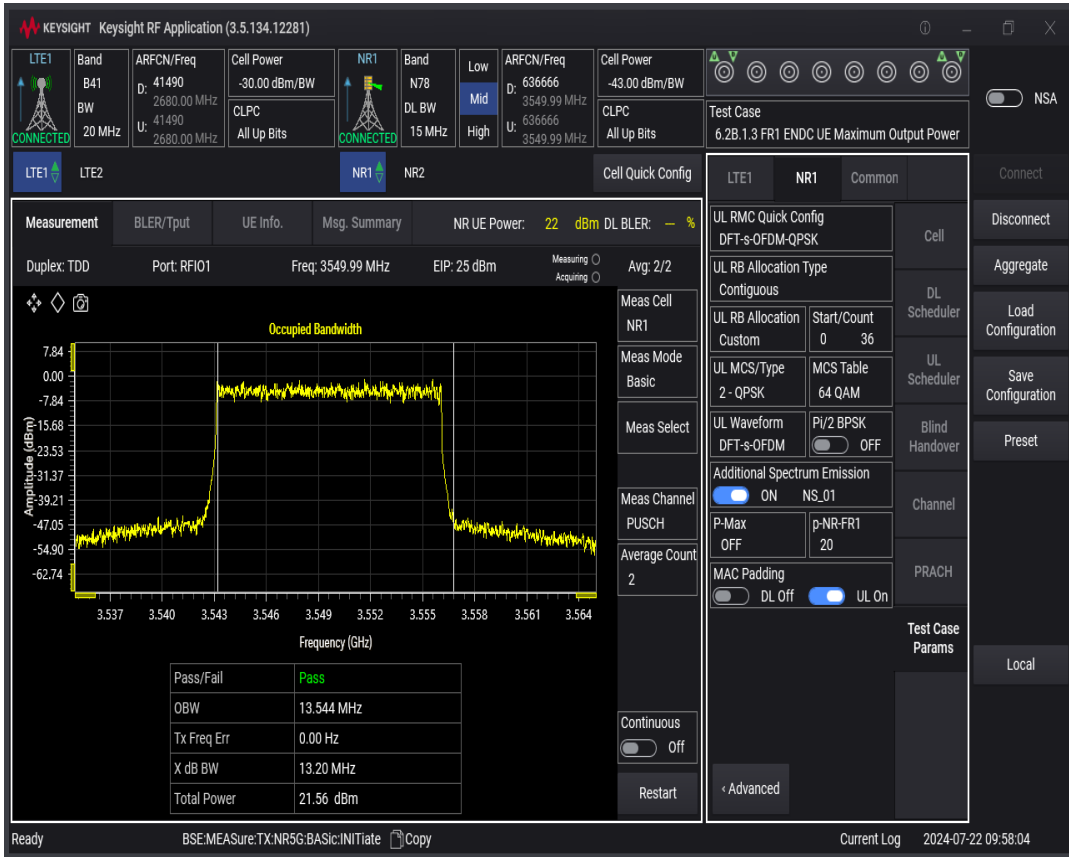 KEYSIGHT Keysight RF Application (3.5.134.12281)
LTE1
CONNECTED
Band
B41
BW
20 MHz
ARFCN/Freq
D: 41490
2680.00 MHz
U: 41490
2680.00 MHz
Cell Power
-30.00 dBm/BW
CLPC
All Up Bits
NR1
CONNECTED
Band
N78
DL BW
15 MHz
Low
Mid
High
ARFCN/Freq
D: 636666
3549.99 MHz
U: 636666
3549.99 MHz
Cell Power
-43.00 dBm/BW
CLPC
All Up Bits
Test Case
6.2B.1.3 FR1 ENDC UE Maximum Output Power
NSA
LTE1 LTE2 NR1 NR2 Cell Quick Config
Measurement BLER/Tput UE Info. Msg. Summary NR UE Power: 22 dBm DL BLER: -- %
Duplex: TDD Port: RFIO1 Freq: 3549.99 MHz EIP: 25 dBm Measuring Acquiring Avg: 2/2
Occupied Bandwidth
Amplitude (dBm)
7.84
0.00
-7.84
-15.68
-23.53
-31.37
-39.21
-47.05
-54.90
-62.74
3.537 3.540 3.543 3.546 3.549 3.552 3.555 3.558 3.561 3.564
Frequency (GHz)
Pass/Fail Pass
OBW 13.544 MHz
Tx Freq Err 0.00 Hz
X dB BW 13.20 MHz
Total Power 21.56 dBm
Meas Cell
NR1
Meas Mode
Basic
Meas Select
Meas Channel
PUSCH
Average Count
2
Continuous
Off
Restart
LTE1 NR1 Common
UL RMC Quick Config
DFT-s-OFDM-QPSK
UL RB Allocation Type
Contiguous
UL RB Allocation
Custom
Start/Count
0 36
UL MCS/Type
2 - QPSK
MCS Table
64 QAM
UL Waveform
DFT-s-OFDM
Pi/2 BPSK
OFF
Additional Spectrum Emission
ON NS_01
P-Max
OFF
p-NR-FR1
20
MAC Padding
DL Off UL On
‹ Advanced
Cell
DL
Scheduler
UL
Scheduler
Blind
Handover
Channel
PRACH
Test Case
Params
Connect
Disconnect
Aggregate
Load
Configuration
Save
Configuration
Preset
Local
Ready BSE:MEASure:TX:NR5G:BASic:INITiate Copy Current Log 2024-07-22 09:58:04